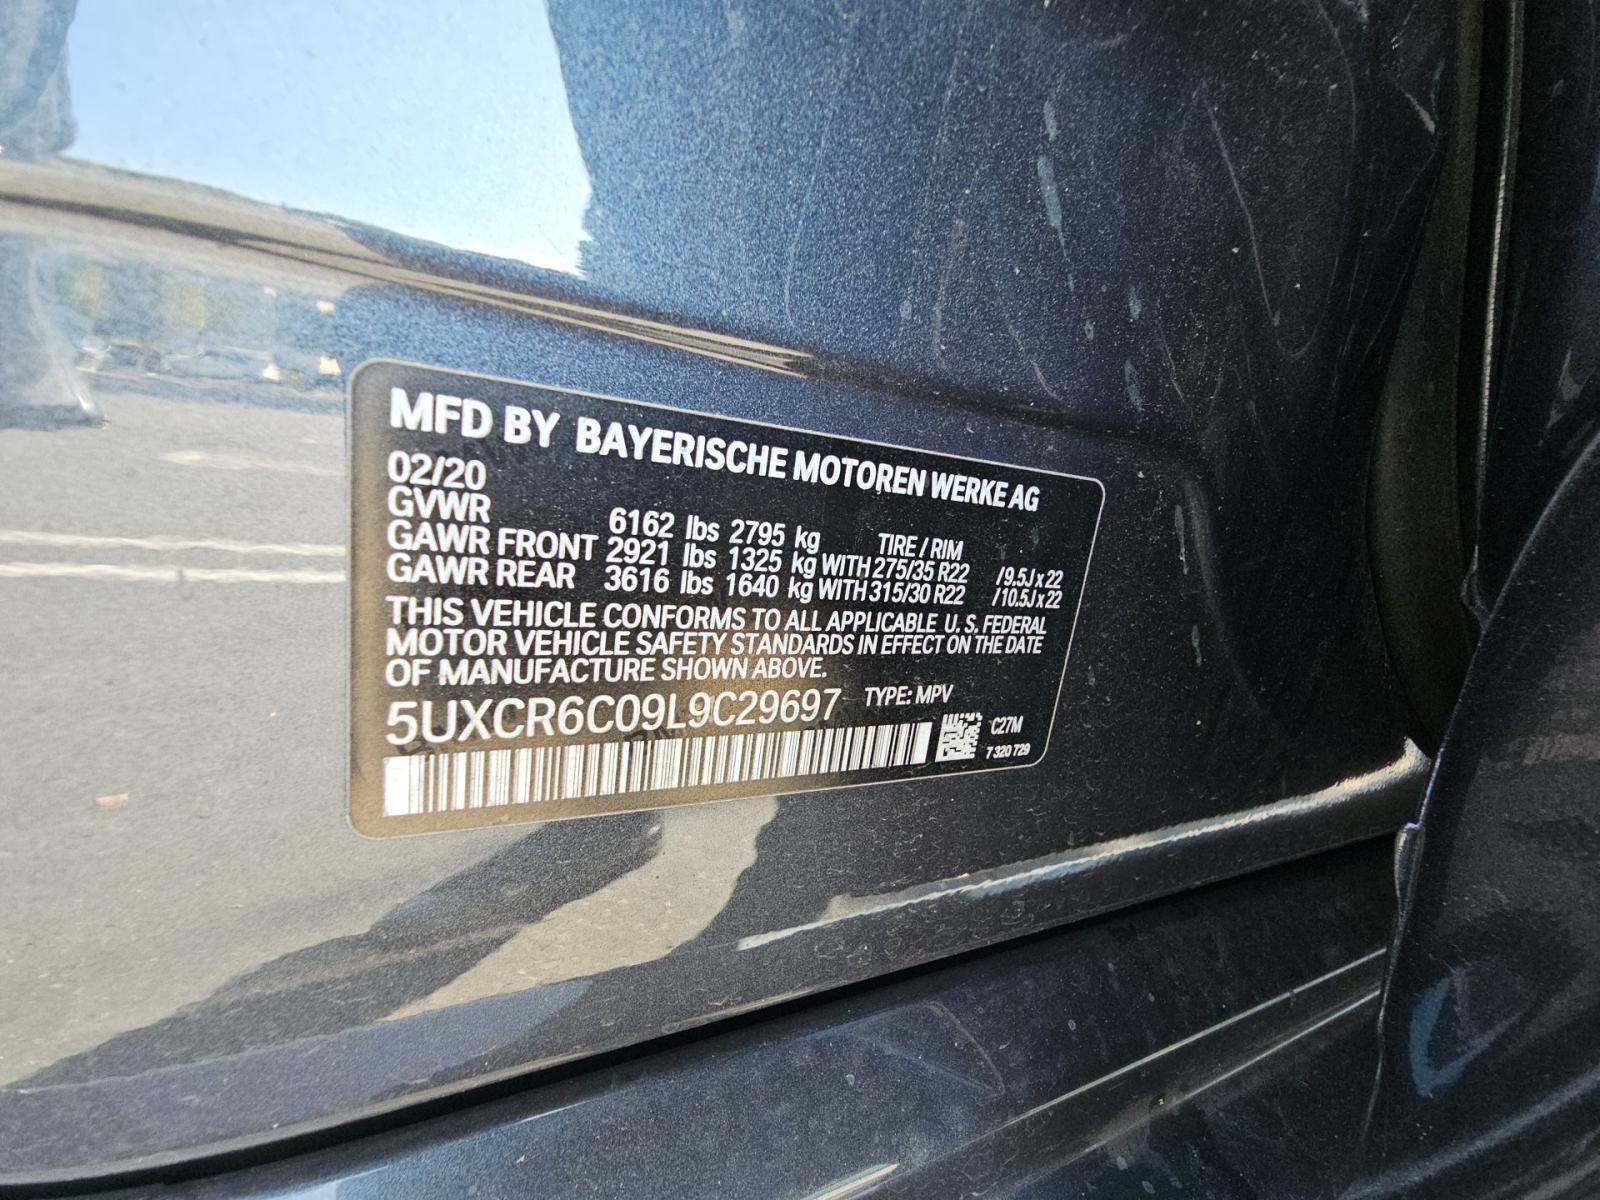 MFD BY BAYERISCHE MOTOREN WERKE AG
02/20
GVWR 6162 lbs 2795 kg TIRE / RIM
GAWR FRONT 2921 lbs 1325 kg WITH 275/35 R22 / 9.5J x 22
GAWR REAR 3616 lbs 1640 kg WITH 315/30 R22 / 10.5J x 22
THIS VEHICLE CONFORMS TO ALL APPLICABLE U. S. FEDERAL
MOTOR VEHICLE SAFETY STANDARDS IN EFFECT ON THE DATE
OF MANUFACTURE SHOWN ABOVE.
5UXCR6C09L9C29697 TYPE: MPV
C27M
7 320 729